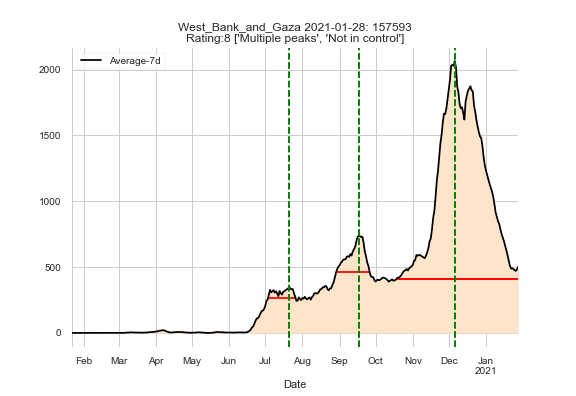 West_Bank_and_Gaza 2021-01-28: 157593
Rating:8 ['Multiple peaks', 'Not in control']
Average-7d
2000
1500
1000
500
0
Feb Mar Apr May Jun Jul Aug Sep Oct Nov Dec Jan
2021
Date